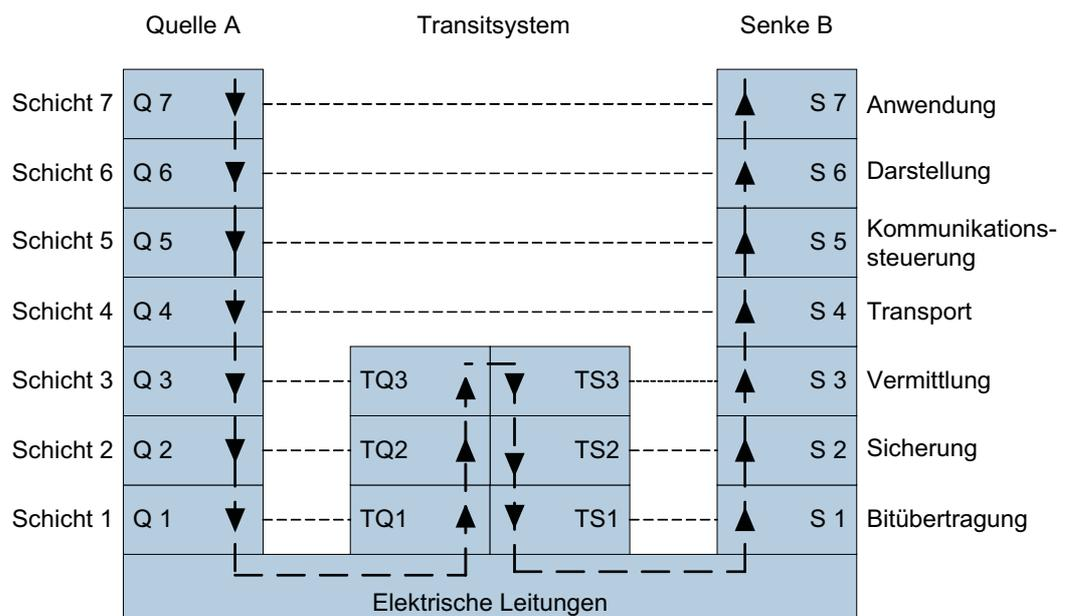 Quelle A Transitsystem Senke B
Schicht 7 Q 7 S 7 Anwendung
Schicht 6 Q 6 S 6 Darstellung
Schicht 5 Q 5 S 5 Kommunikations-
steuerung
Schicht 4 Q 4 S 4 Transport
Schicht 3 Q 3 TQ3 TS3 S 3 Vermittlung
Schicht 2 Q 2 TQ2 TS2 S 2 Sicherung
Schicht 1 Q 1 TQ1 TS1 S 1 Bitübertragung
Elektrische Leitungen